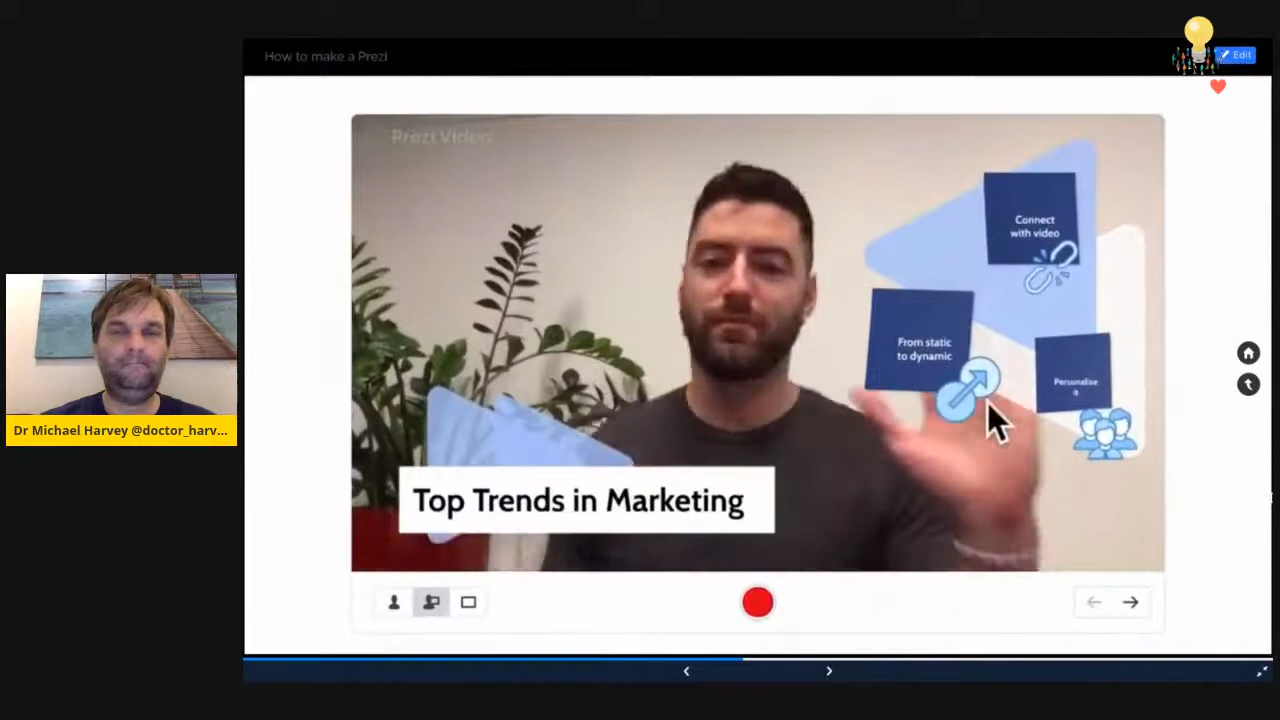 How to make a Prezi
Edit
Prezi Video
Connect
with video
From static
to dynamic
Personalize
Top Trends in Marketing
Dr Michael Harvey @doctor_harv...